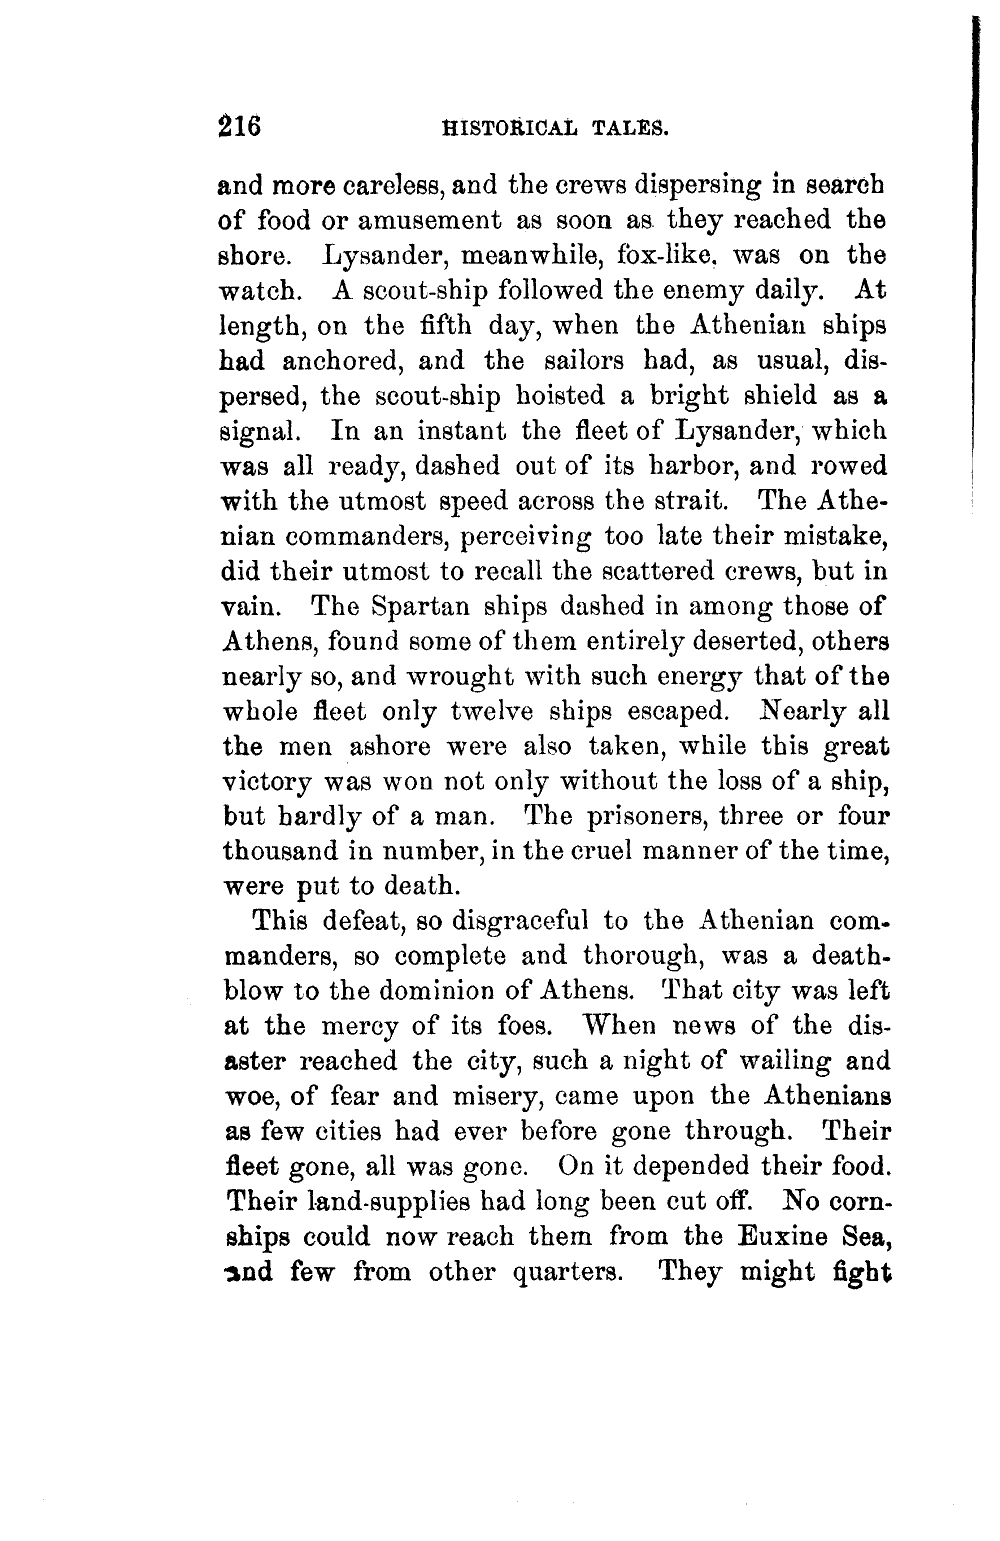 216 HISTORICAL TALES.
and more careless, and the crews dispersing in search
of food or amusement as soon as they reached the
shore. Lysander, meanwhile, fox-like, was on the
watch. A scout-ship followed the enemy daily. At
length, on the fifth day, when the Athenian ships
had anchored, and the sailors had, as usual, dis-
persed, the scout-ship hoisted a bright shield as a
signal. In an instant the fleet of Lysander, which
was all ready, dashed out of its harbor, and rowed
with the utmost speed across the strait. The Athe-
nian commanders, perceiving too late their mistake,
did their utmost to recall the scattered crews, but in
vain. The Spartan ships dashed in among those of
Athens, found some of them entirely deserted, others
nearly so, and wrought with such energy that of the
whole fleet only twelve ships escaped. Nearly all
the men ashore were also taken, while this great
victory was won not only without the loss of a ship,
but hardly of a man. The prisoners, three or four
thousand in number, in the cruel manner of the time,
were put to death.
This defeat, so disgraceful to the Athenian com-
manders, so complete and thorough, was a death-
blow to the dominion of Athens. That city was left
at the mercy of its foes. When news of the dis-
aster reached the city, such a night of wailing and
woe, of fear and misery, came upon the Athenians
as few cities had ever before gone through. Their
fleet gone, all was gone. On it depended their food.
Their land-supplies had long been cut off. No corn-
ships could now reach them from the Euxine Sea,
and few from other quarters. They might fight